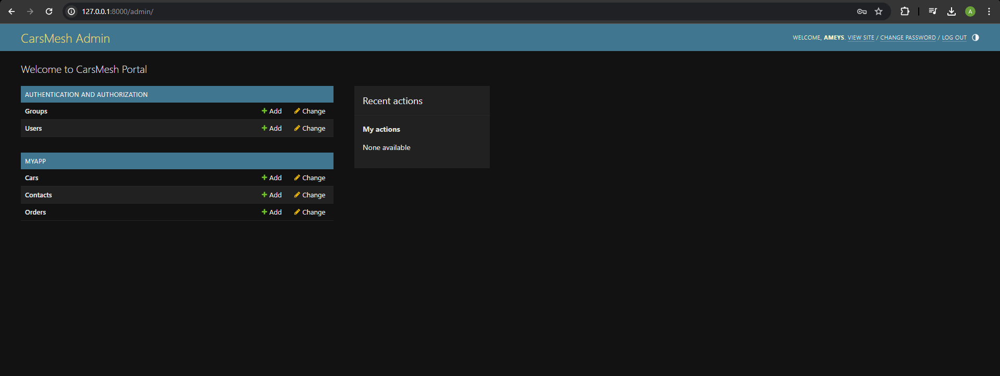 127.0.0.1:8000/admin/
A
CarsMesh Admin
WELCOME, AMEYS. VIEW SITE / CHANGE PASSWORD / LOG OUT
Welcome to CarsMesh Portal
AUTHENTICATION AND AUTHORIZATION
Groups Add Change
Users Add Change
MYAPP
Cars Add Change
Contacts Add Change
Orders Add Change
Recent actions
My actions
None available